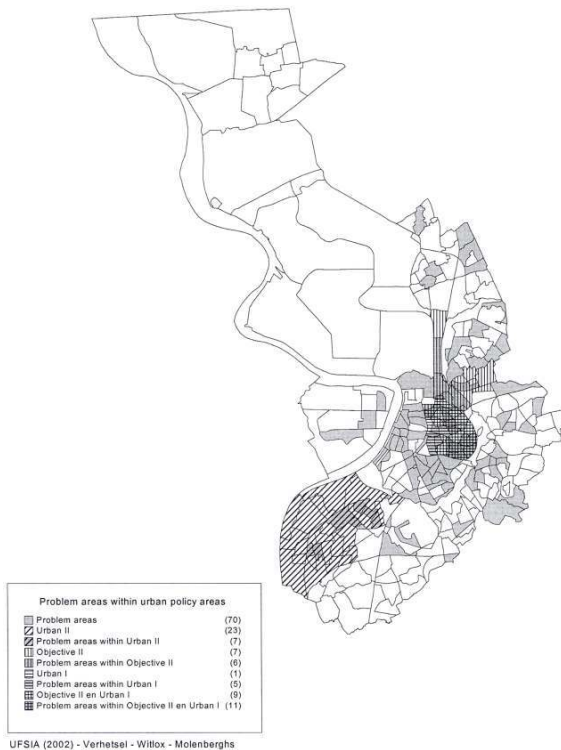 Problem areas within urban policy areas
Problem areas (70)
Urban II (23)
Problem areas within Urban II (7)
Objective II (7)
Problem areas within Objective II (6)
Urban I (1)
Problem areas within Urban I (5)
Objective II en Urban I (9)
Problem areas within Objective II en Urban I (11)
UFSIA (2002) - Verhetsel - Witlox - Molenberghs